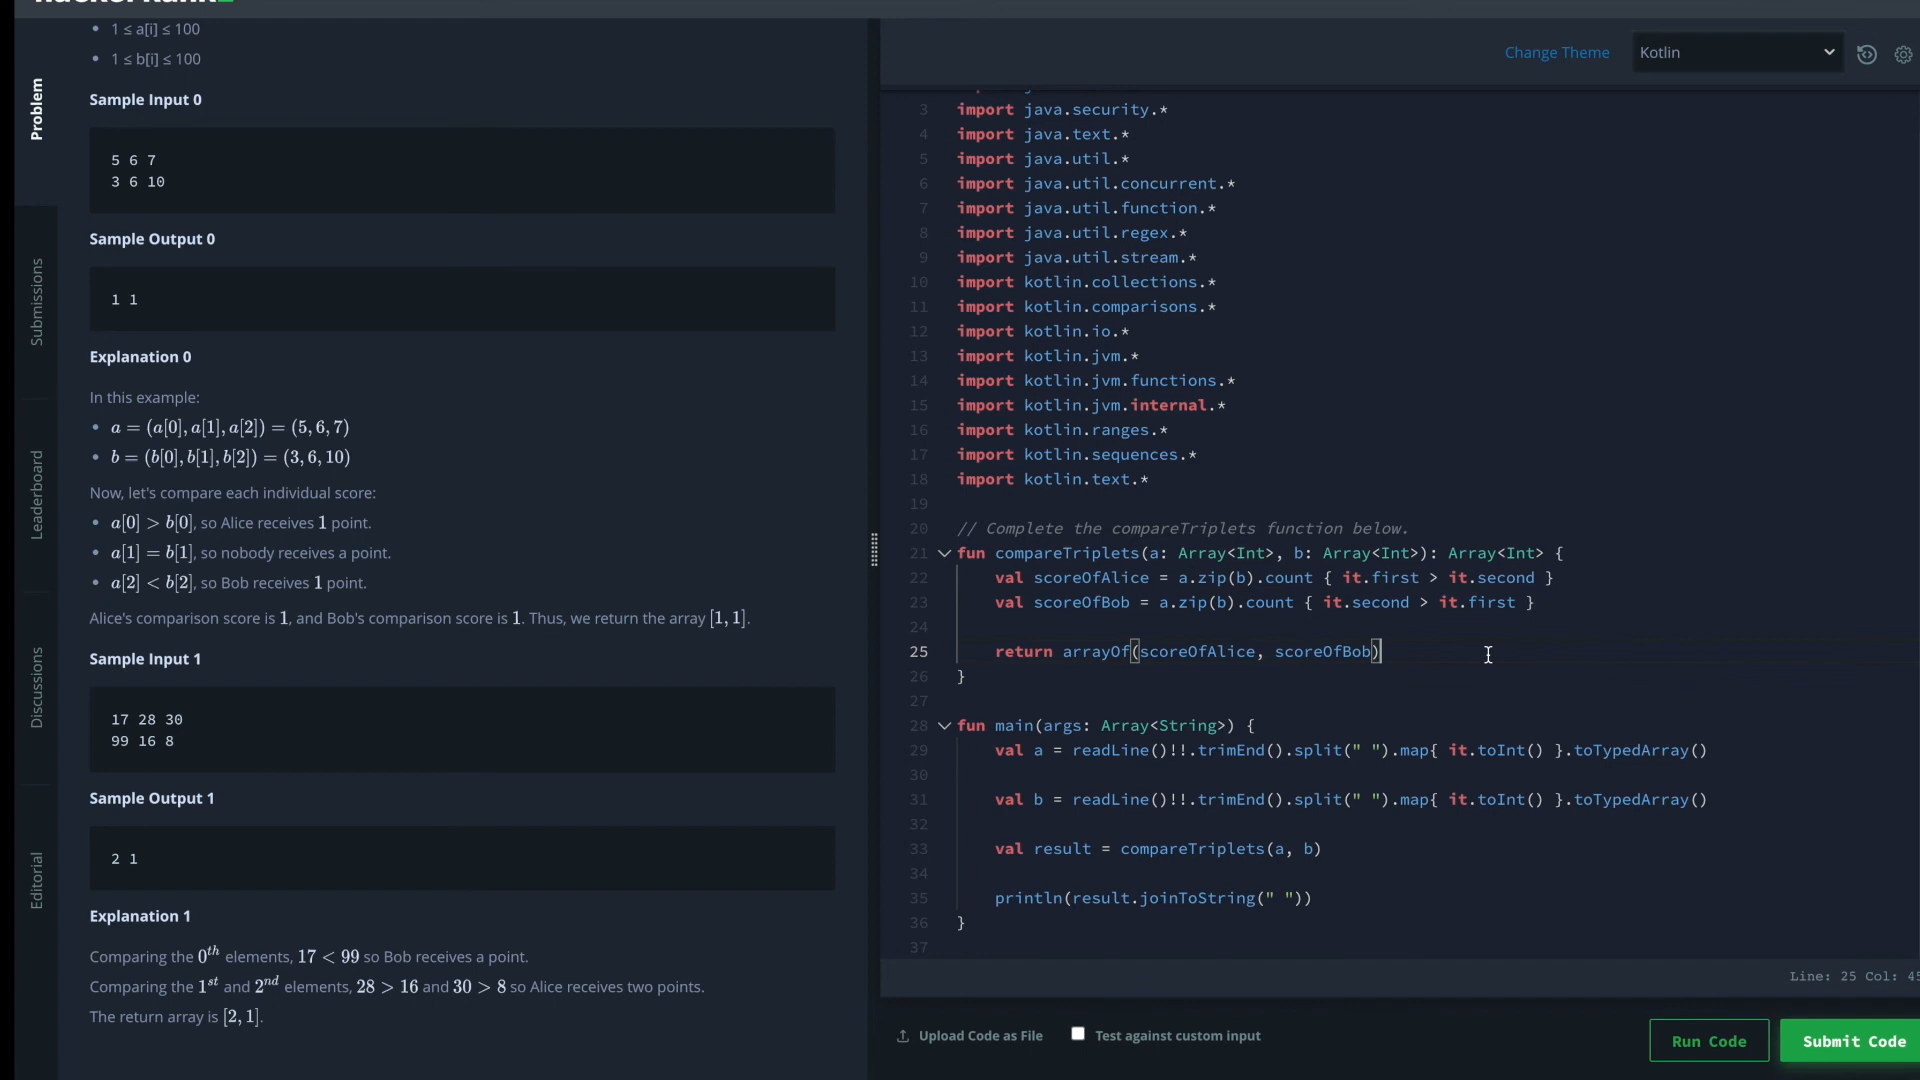 1 ≤ a[i] ≤ 100
1 ≤ b[i] ≤ 100
Problem
Submissions
Leaderboard
Discussions
Editorial
Sample Input 0
5 6 7
3 6 10
Sample Output 0
1 1
Explanation 0
In this example:
a = (a[0], a[1], a[2]) = (5, 6, 7)
b = (b[0], b[1], b[2]) = (3, 6, 10)
Now, let's compare each individual score:
a[0] > b[0], so Alice receives 1 point.
a[1] = b[1], so nobody receives a point.
a[2] < b[2], so Bob receives 1 point.
Alice's comparison score is 1, and Bob's comparison score is 1. Thus, we return the array [1, 1].
Sample Input 1
17 28 30
99 16 8
Sample Output 1
2 1
Explanation 1
Comparing the 0th elements, 17 < 99 so Bob receives a point.
Comparing the 1st and 2nd elements, 28 > 16 and 30 > 8 so Alice receives two points.
The return array is [2, 1].
Change Theme
Kotlin
3 import java.security.*
4 import java.text.*
5 import java.util.*
6 import java.util.concurrent.*
7 import java.util.function.*
8 import java.util.regex.*
9 import java.util.stream.*
10 import kotlin.collections.*
11 import kotlin.comparisons.*
12 import kotlin.io.*
13 import kotlin.jvm.*
14 import kotlin.jvm.functions.*
15 import kotlin.jvm.internal.*
16 import kotlin.ranges.*
17 import kotlin.sequences.*
18 import kotlin.text.*
19
20 // Complete the compareTriplets function below.
21 fun compareTriplets(a: Array<Int>, b: Array<Int>): Array<Int> {
22 val scoreOfAlice = a.zip(b).count { it.first > it.second }
23 val scoreOfBob = a.zip(b).count { it.second > it.first }
24
25 return arrayOf(scoreOfAlice, scoreOfBob)
26 }
27
28 fun main(args: Array<String>) {
29 val a = readLine()!!.trimEnd().split(" ").map{ it.toInt() }.toTypedArray()
30
31 val b = readLine()!!.trimEnd().split(" ").map{ it.toInt() }.toTypedArray()
32
33 val result = compareTriplets(a, b)
34
35 println(result.joinToString(" "))
36 }
37
Line: 25 Col: 45
Upload Code as File
Test against custom input
Run Code
Submit Code